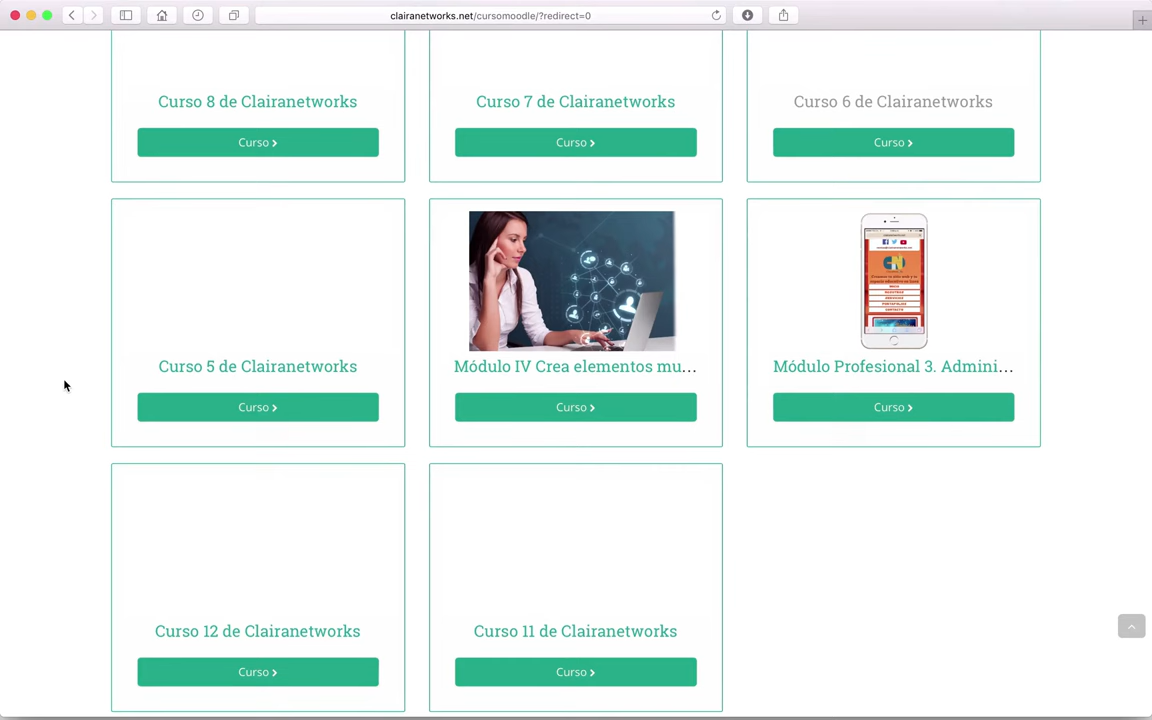 clairanetworks.net/cursomoodle/?redirect=0
Curso 8 de Clairanetworks
Curso 7 de Clairanetworks
Curso 6 de Clairanetworks
Curso
Curso
Curso
Curso 5 de Clairanetworks
Módulo IV Crea elementos mu...
Módulo Profesional 3. Admini...
Curso
Curso
Curso
Curso 12 de Clairanetworks
Curso 11 de Clairanetworks
Curso
Curso